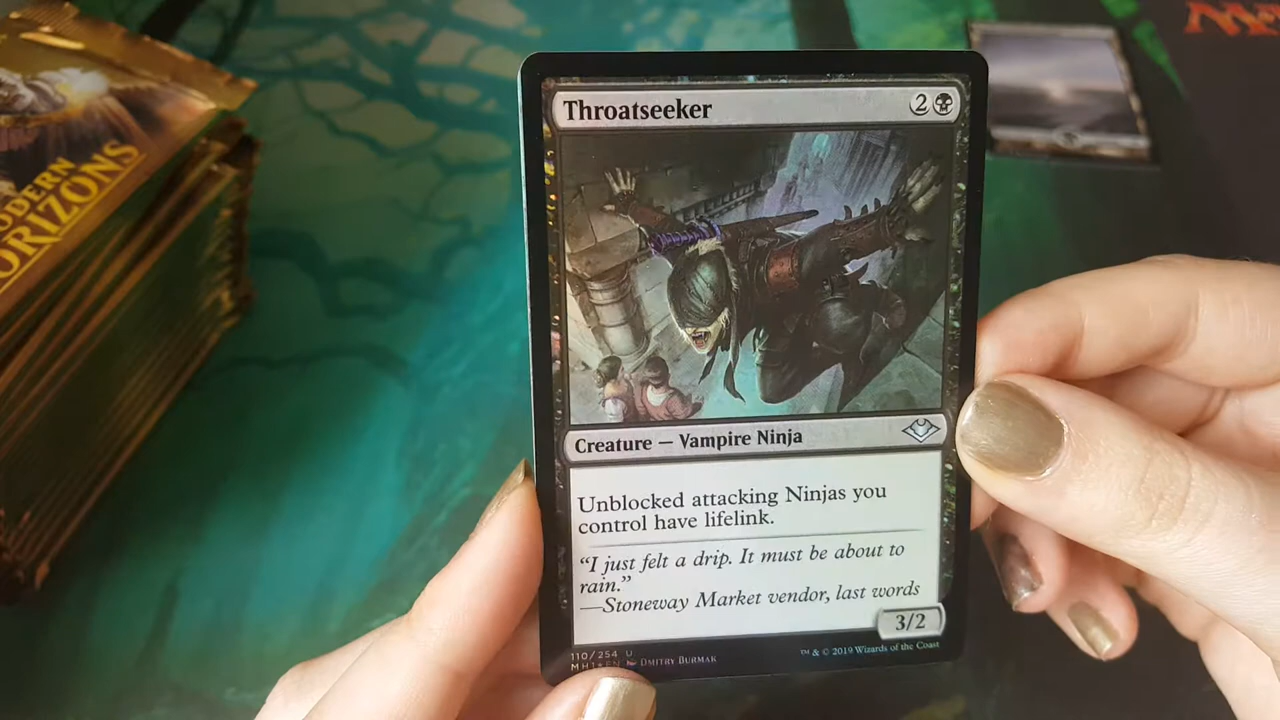 MODERN
HORIZONS
Throatseeker 2
Creature — Vampire Ninja
Unblocked attacking Ninjas you
control have lifelink.
“I just felt a drip. It must be about to
rain.”
—Stoneway Market vendor, last words
3/2
110/254 U
MH1★EN DMITRY BURMAK
™ & © 2019 Wizards of the Coast